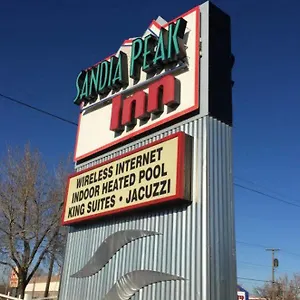 SANDIA PEAK
Inn
WIRELESS INTERNET
INDOOR HEATED POOL
KING SUITES • JACUZZI